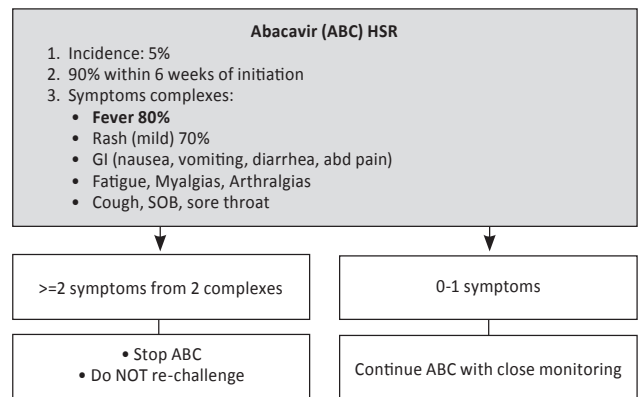 Abacavir (ABC) HSR
1. Incidence: 5%
2. 90% within 6 weeks of initiation
3. Symptoms complexes:
• Fever 80%
• Rash (mild) 70%
• GI (nausea, vomiting, diarrhea, abd pain)
• Fatigue, Myalgias, Arthralgias
• Cough, SOB, sore throat
>=2 symptoms from 2 complexes
0-1 symptoms
• Stop ABC
• Do NOT re-challenge
Continue ABC with close monitoring